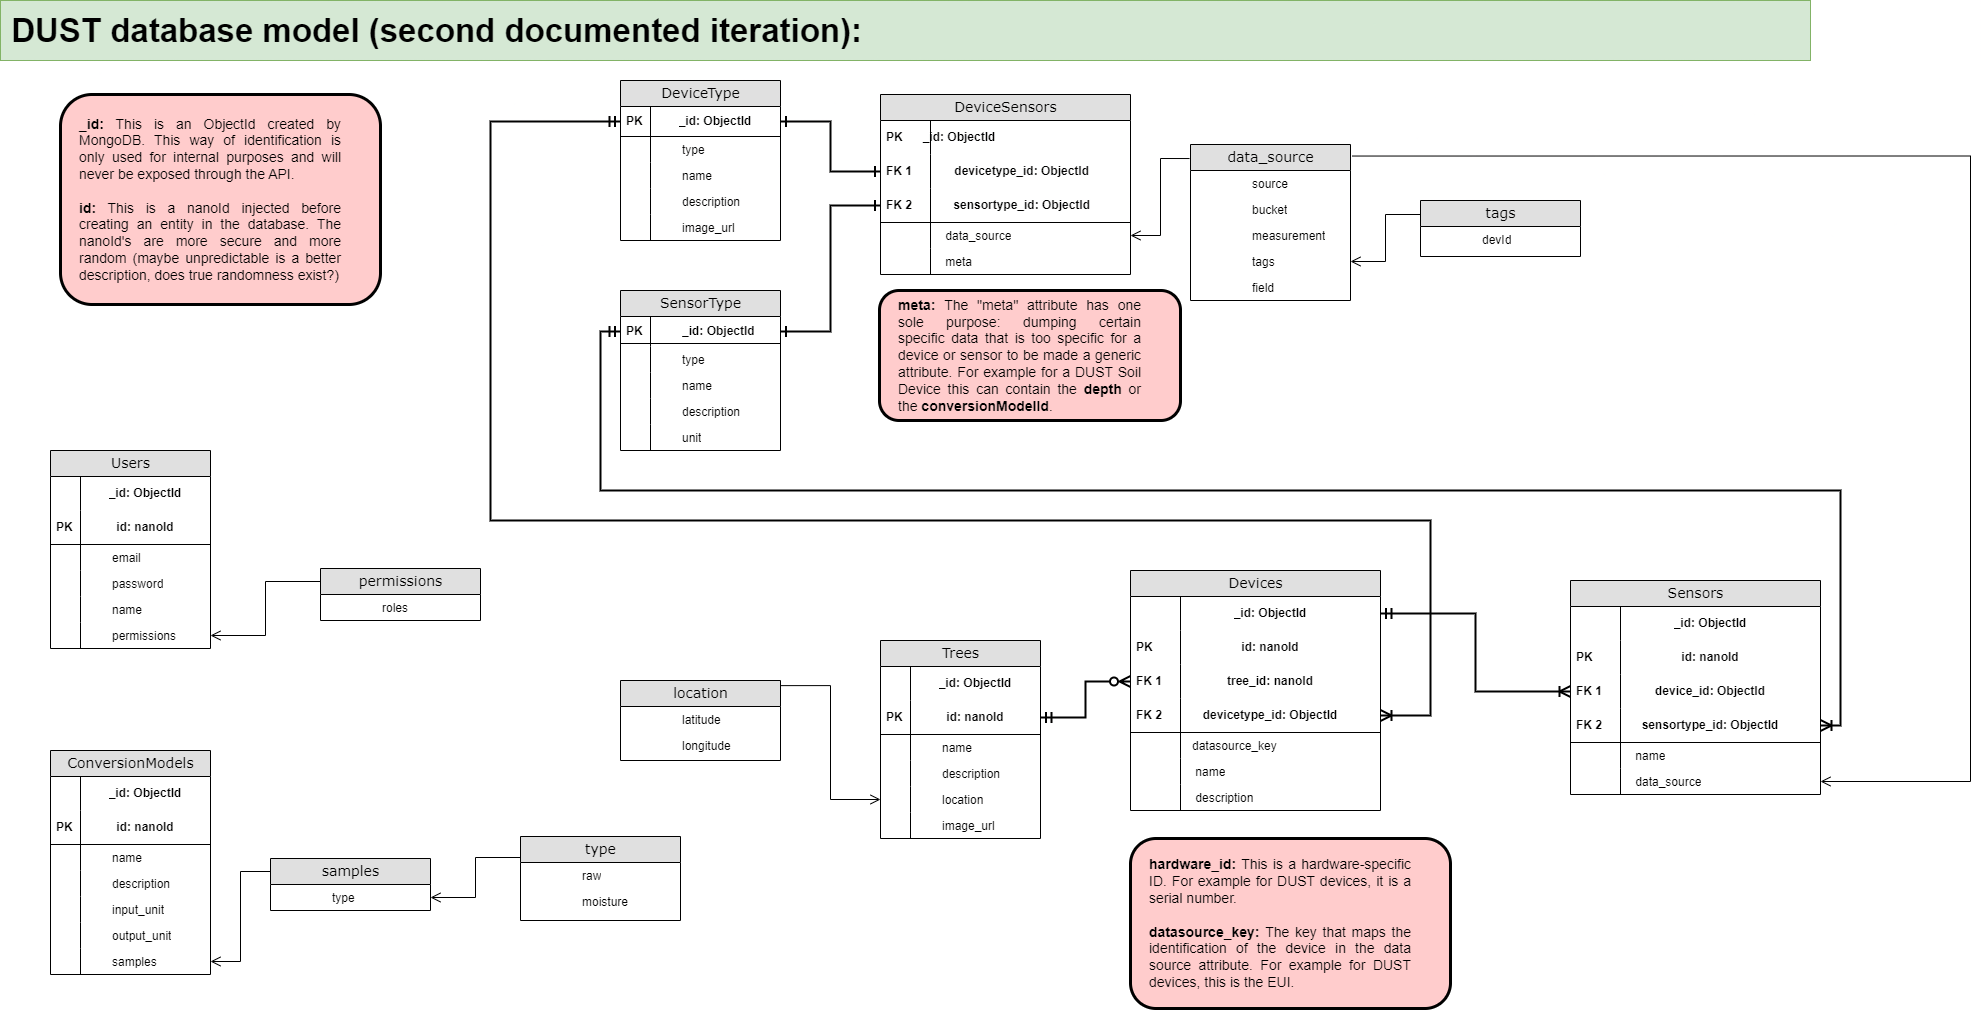 DUST database model (second documented iteration):
_id: This is an ObjectId created by
MongoDB. This way of identification is
only used for internal purposes and will
never be exposed through the API.
id: This is a nanoId injected before
creating an entity in the database. The
nanoId's are more secure and more
random (maybe unpredictable is a better
description, does true randomness exist?)
DeviceType
PK _id: ObjectId
type
name
description
image_url
DeviceSensors
PK _id: ObjectId
FK 1 devicetype_id: ObjectId
FK 2 sensortype_id: ObjectId
data_source
meta
data_source
source
bucket
measurement
tags
field
tags
devId
SensorType
PK _id: ObjectId
type
name
description
unit
meta: The "meta" attribute has one
sole purpose: dumping certain
specific data that is too specific for a
device or sensor to be made a generic
attribute. For example for a DUST Soil
Device this can contain the depth or
the conversionModelId.
Users
_id: ObjectId
PK id: nanoId
email
password
name
permissions
permissions
roles
location
latitude
longitude
Trees
_id: ObjectId
PK id: nanoId
name
description
location
image_url
Devices
_id: ObjectId
PK id: nanoId
FK 1 tree_id: nanoId
FK 2 devicetype_id: ObjectId
datasource_key
name
description
Sensors
_id: ObjectId
PK id: nanoId
FK 1 device_id: ObjectId
FK 2 sensortype_id: ObjectId
name
data_source
ConversionModels
_id: ObjectId
PK id: nanoId
name
description
input_unit
output_unit
samples
samples
type
type
raw
moisture
hardware_id: This is a hardware-specific
ID. For example for DUST devices, it is a
serial number.
datasource_key: The key that maps the
identification of the device in the data
source attribute. For example for DUST
devices, this is the EUI.